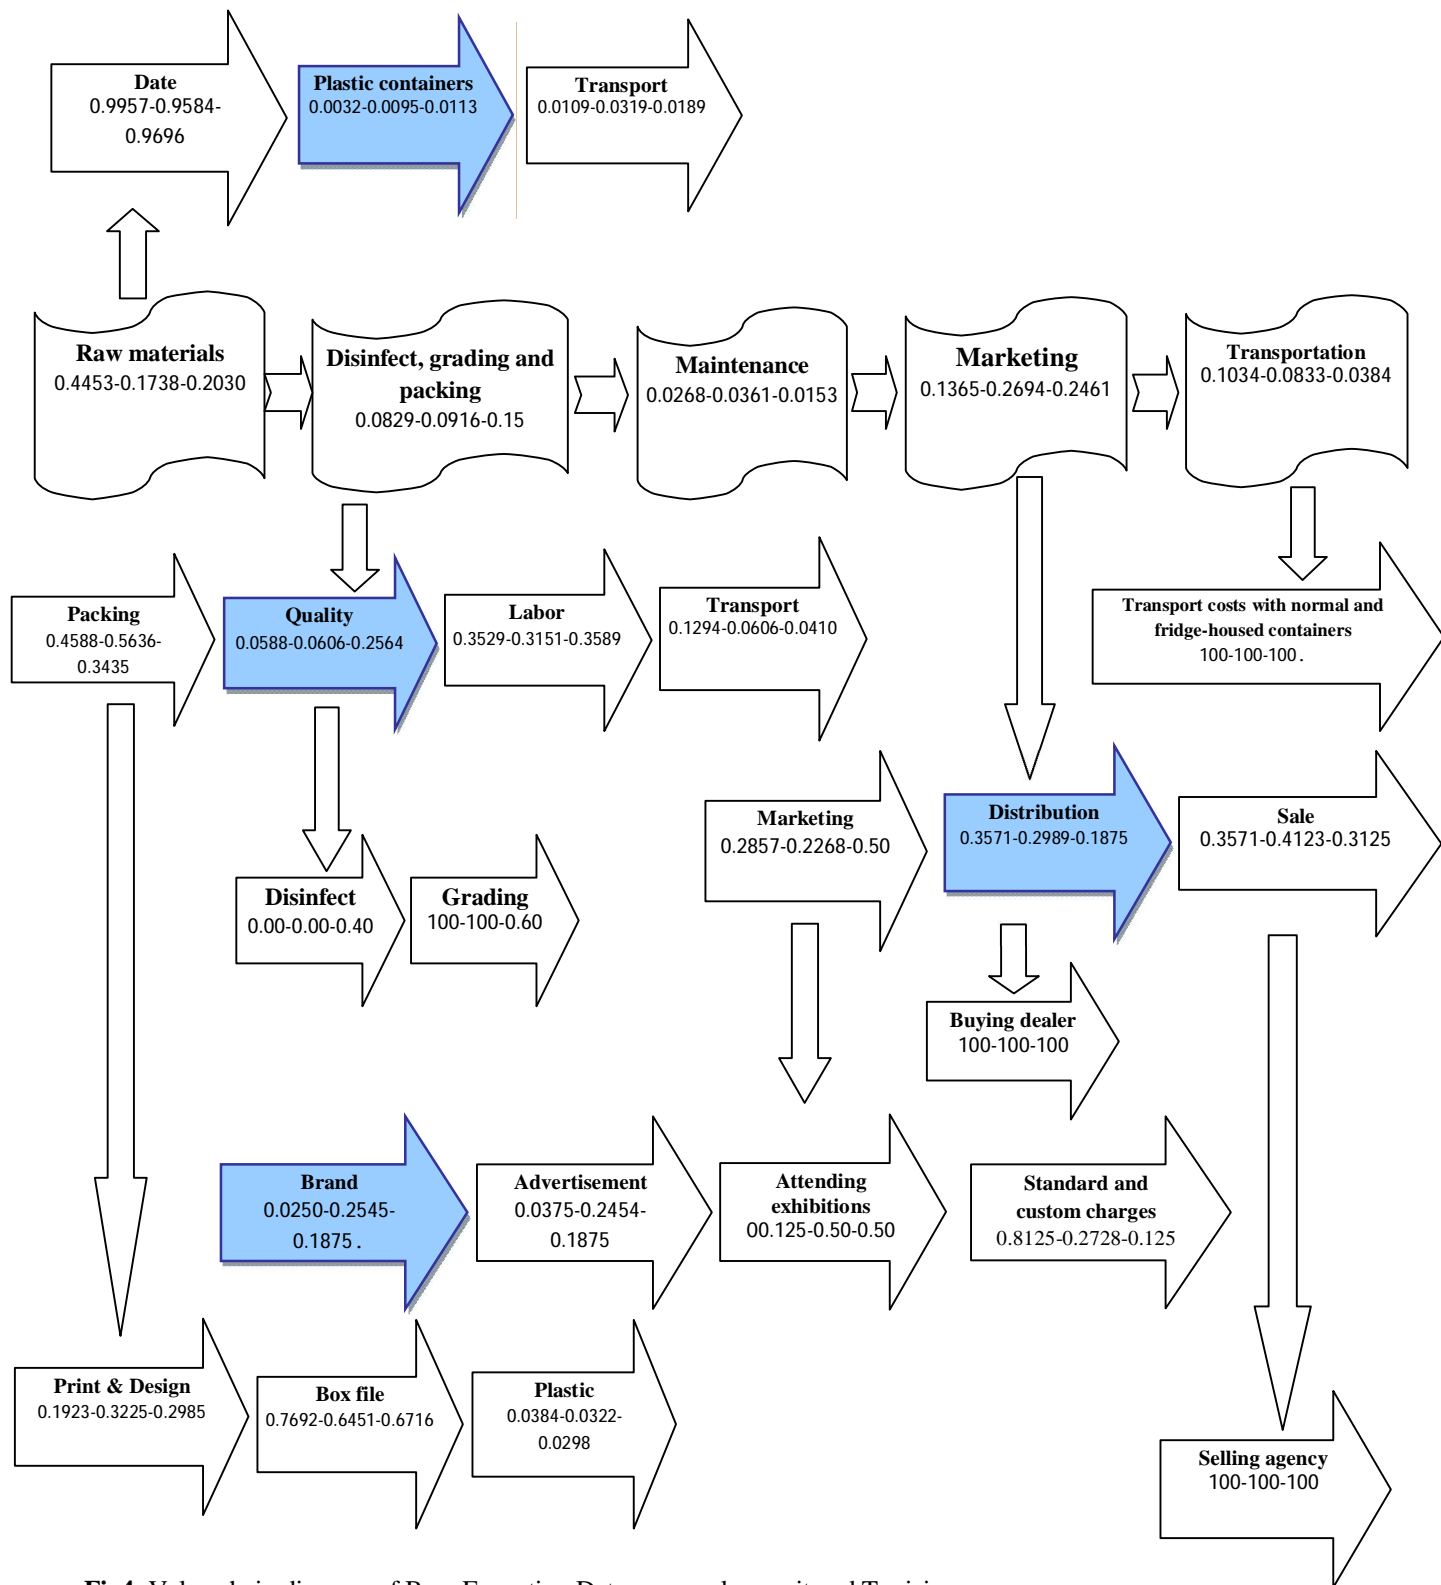 Date
0.9957-0.9584-
0.9696
Plastic containers
0.0032-0.0095-0.0113
Transport
0.0109-0.0319-0.0189
Raw materials
0.4453-0.1738-0.2030
Disinfect, grading and
packing
0.0829-0.0916-0.15
Maintenance
0.0268-0.0361-0.0153
Marketing
0.1365-0.2694-0.2461
Transportation
0.1034-0.0833-0.0384
Packing
0.4588-0.5636-
0.3435
Quality
0.0588-0.0606-0.2564
Labor
0.3529-0.3151-0.3589
Transport
0.1294-0.0606-0.0410
Transport costs with normal and
fridge-housed containers
100-100-100.
Marketing
0.2857-0.2268-0.50
Distribution
0.3571-0.2989-0.1875
Sale
0.3571-0.4123-0.3125
Disinfect
0.00-0.00-0.40
Grading
100-100-0.60
Buying dealer
100-100-100
Brand
0.0250-0.2545-
0.1875.
Advertisement
0.0375-0.2454-
0.1875
Attending
exhibitions
00.125-0.50-0.50
Standard and
custom charges
0.8125-0.2728-0.125
Print & Design
0.1923-0.3225-0.2985
Box file
0.7692-0.6451-0.6716
Plastic
0.0384-0.0322-
0.0298
Selling agency
100-100-100